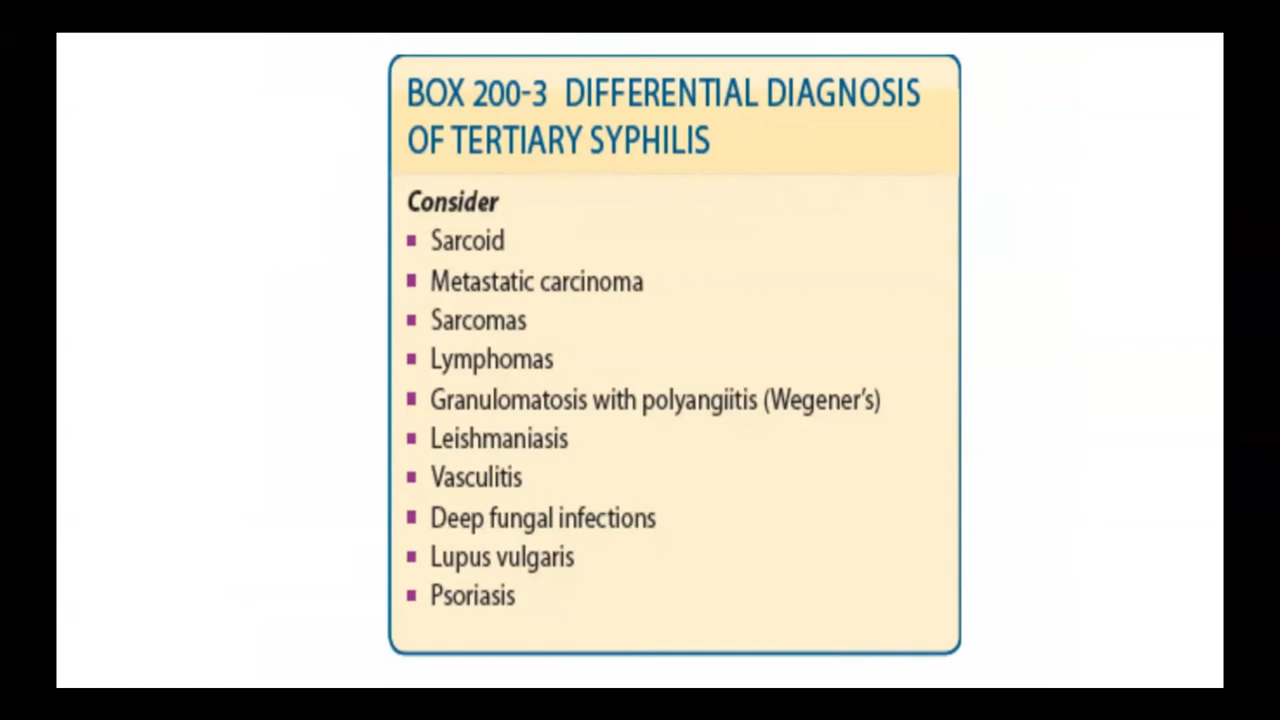 BOX 200-3 DIFFERENTIAL DIAGNOSIS
OF TERTIARY SYPHILIS
Consider
▪ Sarcoid
▪ Metastatic carcinoma
▪ Sarcomas
▪ Lymphomas
▪ Granulomatosis with polyangiitis (Wegener's)
▪ Leishmaniasis
▪ Vasculitis
▪ Deep fungal infections
▪ Lupus vulgaris
▪ Psoriasis